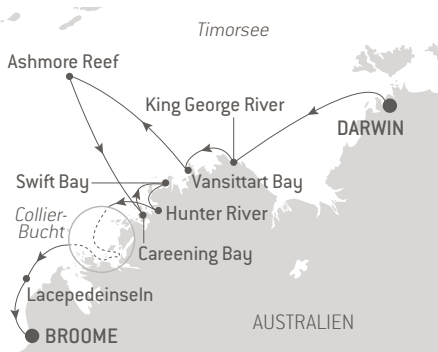 Timorsee
Ashmore Reef
King George River
DARWIN
Swift Bay
Vansittart Bay
Collier-
Bucht
Hunter River
Careening Bay
Lacepedeinseln
AUSTRALIEN
BROOME